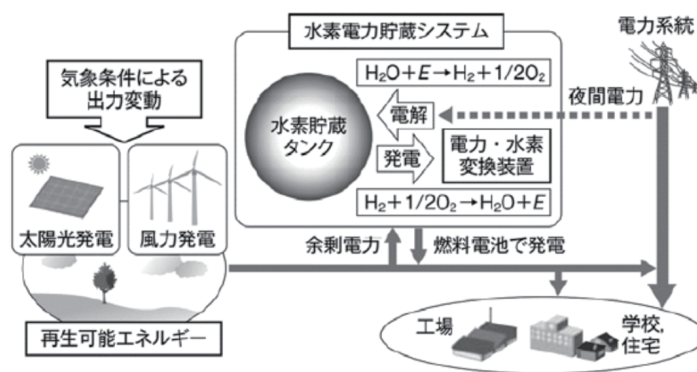 水素電力貯蔵システム
電力系統
気象条件による
出力変動
H₂O+E→H₂+1/2O₂
夜間電力
水素貯蔵
タンク
電解
発電
電力・水素
変換装置
H₂+1/2O₂→H₂O+E
太陽光発電
風力発電
余剰電力
燃料電池で発電
再生可能エネルギー
工場
学校,
住宅